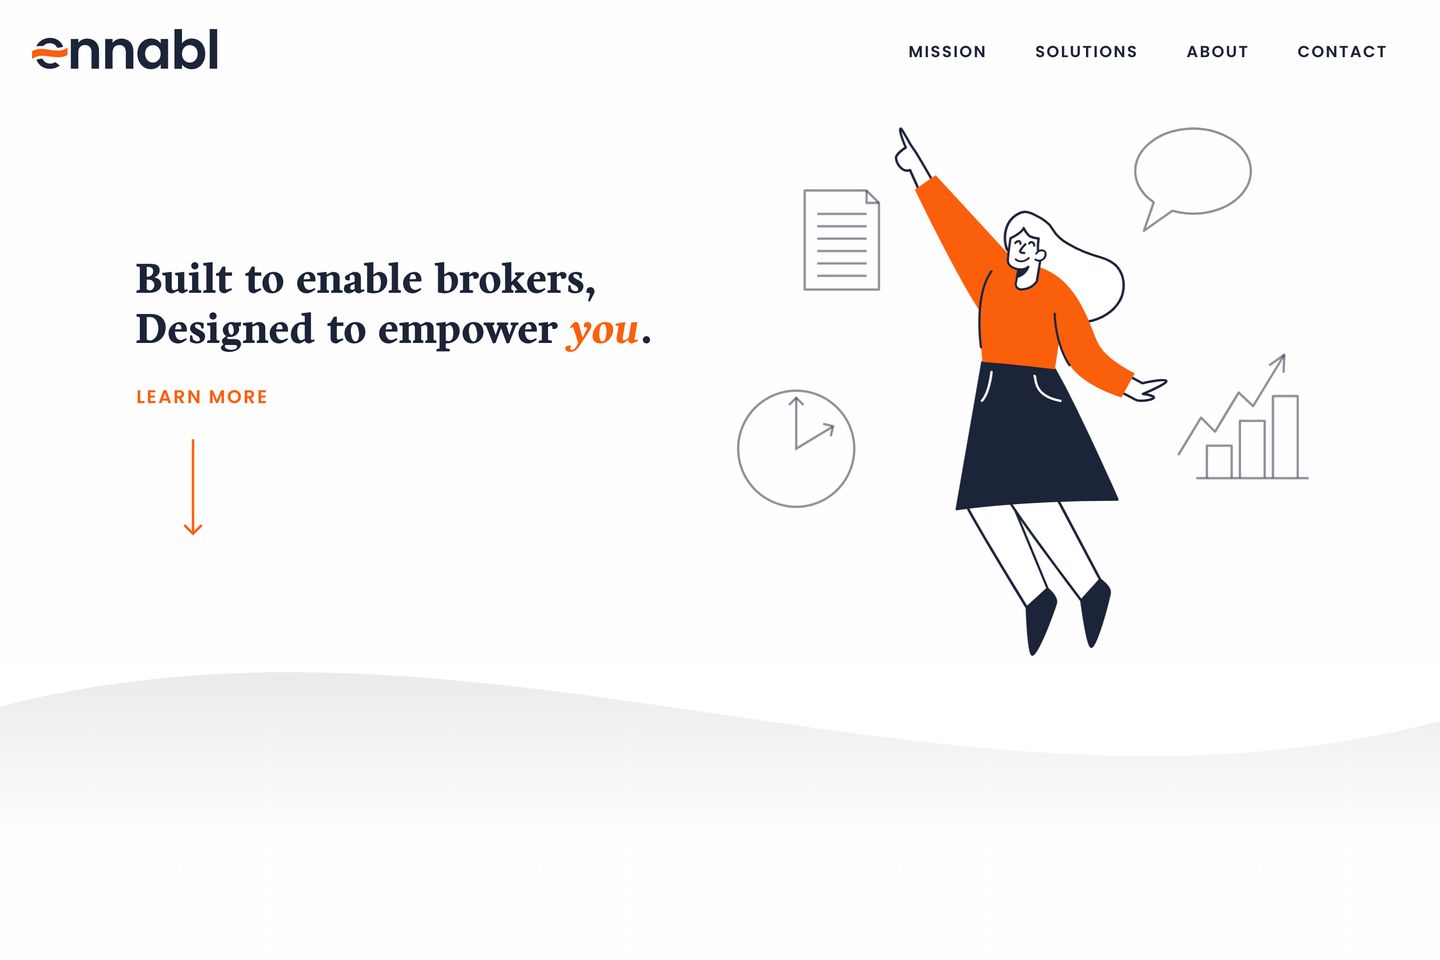 ennabl
MISSION SOLUTIONS ABOUT CONTACT
Built to enable brokers,
Designed to empower you.
LEARN MORE